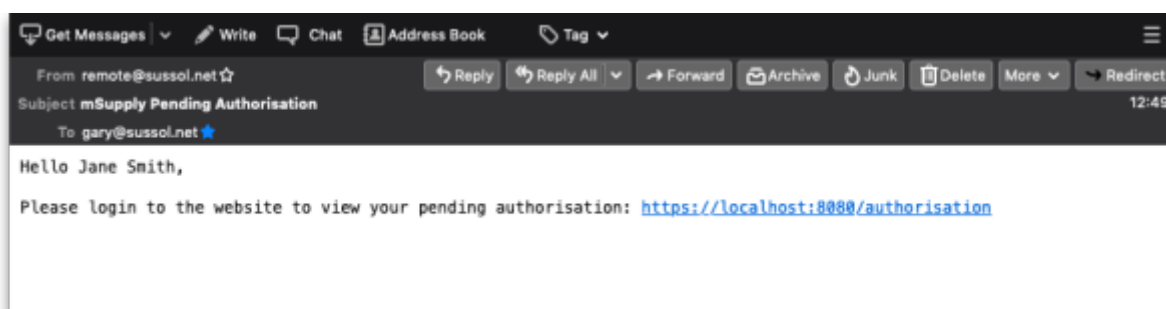 Get Messages Write Chat Address Book Tag
From remote@sussol.net Reply Reply All Forward Archive Junk Delete More Redirect
Subject mSupply Pending Authorisation 12:49
To gary@sussol.net
Hello Jane Smith,
Please login to the website to view your pending authorisation: https://localhost:8080/authorisation